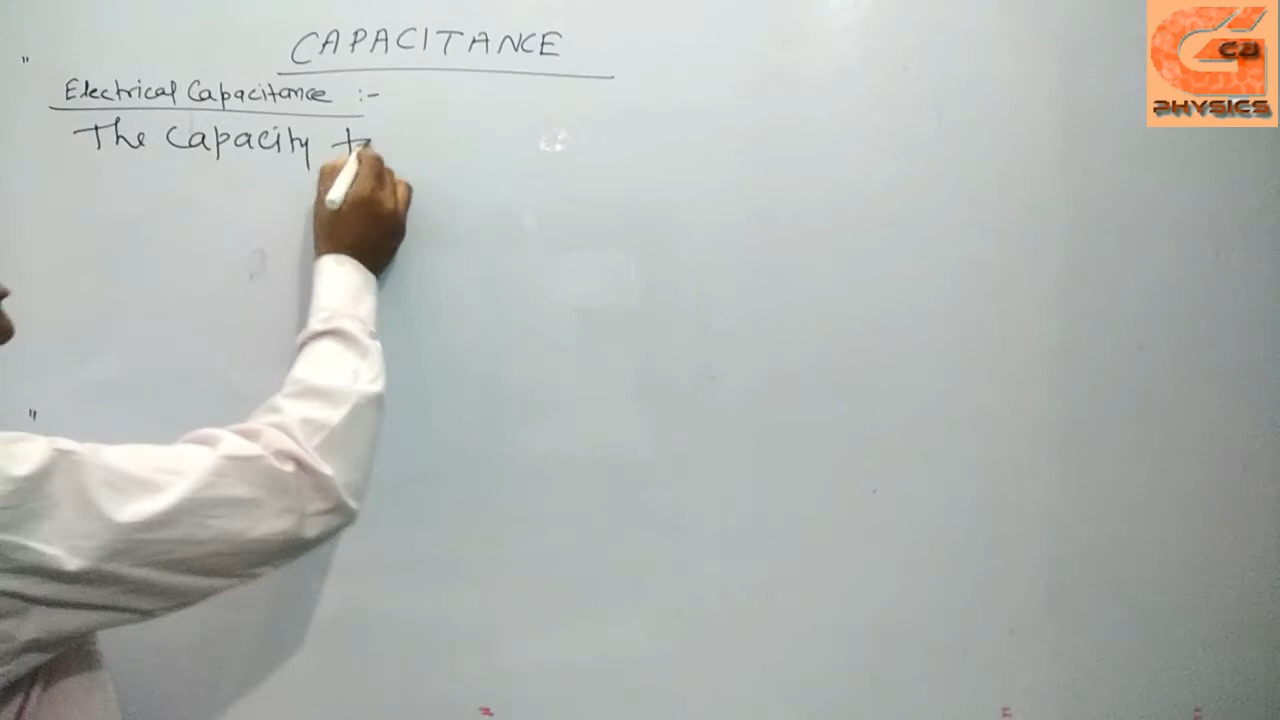 CAPACITANCE
Electrical Capacitance :-
The Capacity
Ca
PHYSICS